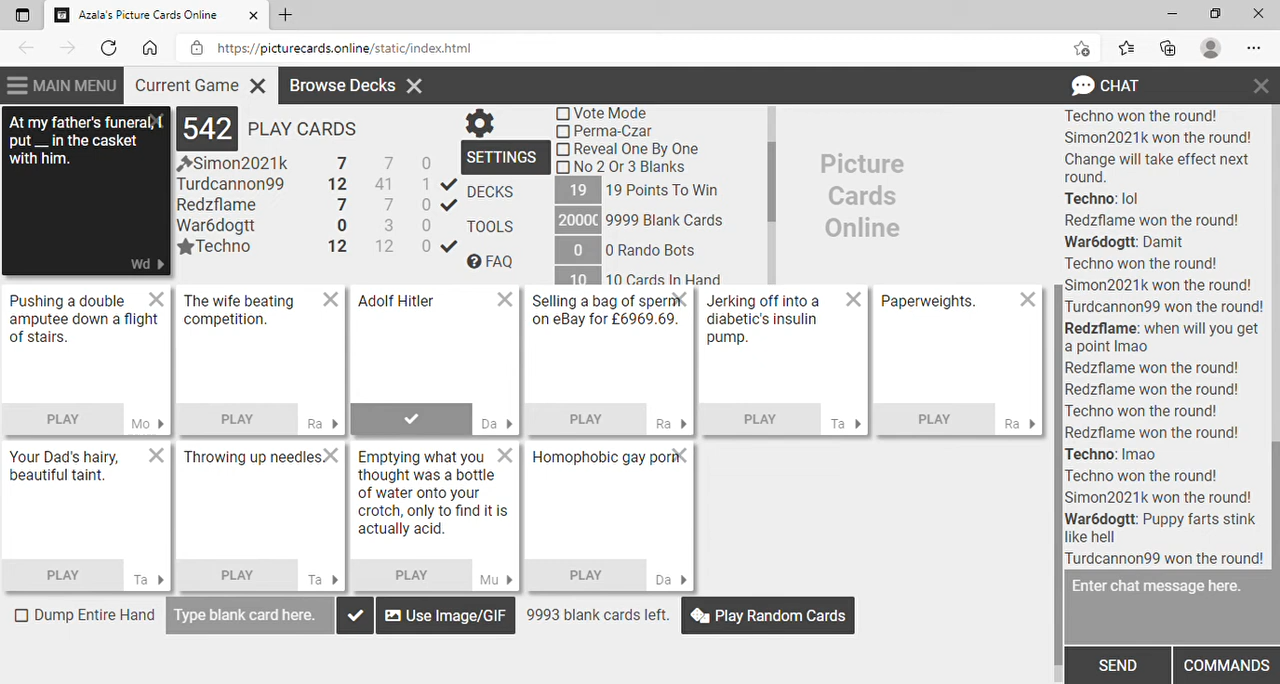 Azala's Picture Cards Online
https://picturecards.online/static/index.html
MAIN MENU
Current Game
Browse Decks
CHAT
At my father's funeral, I
put __ in the casket
with him.
Wd
542 PLAY CARDS
Simon2021k 7 7 0
Turdcannon99 12 41 1
Redzflame 7 7 0
War6dogtt 0 3 0
Techno 12 12 0
SETTINGS
DECKS
TOOLS
FAQ
Vote Mode
Perma-Czar
Reveal One By One
No 2 Or 3 Blanks
19 19 Points To Win
20000 9999 Blank Cards
0 0 Rando Bots
10 10 Cards In Hand
Picture
Cards
Online
Pushing a double
amputee down a flight
of stairs.
PLAY Mo
The wife beating
competition.
PLAY Ra
Adolf Hitler
Da
Selling a bag of sperm
on eBay for £6969.69.
PLAY Ra
Jerking off into a
diabetic's insulin
pump.
PLAY Ta
Paperweights.
PLAY Ra
Your Dad's hairy,
beautiful taint.
PLAY Ta
Throwing up needles.
PLAY Ta
Emptying what you
thought was a bottle
of water onto your
crotch, only to find it is
actually acid.
PLAY Mu
Homophobic gay porn
PLAY Da
Dump Entire Hand
Type blank card here.
Use Image/GIF
9993 blank cards left.
Play Random Cards
Techno won the round!
Simon2021k won the round!
Change will take effect next
round.
Techno: lol
Redzflame won the round!
War6dogtt: Damit
Techno won the round!
Simon2021k won the round!
Turdcannon99 won the round!
Redzflame: when will you get
a point lmao
Redzflame won the round!
Redzflame won the round!
Techno won the round!
Redzflame won the round!
Techno: lmao
Techno won the round!
Simon2021k won the round!
War6dogtt: Puppy farts stink
like hell
Turdcannon99 won the round!
Enter chat message here.
SEND
COMMANDS